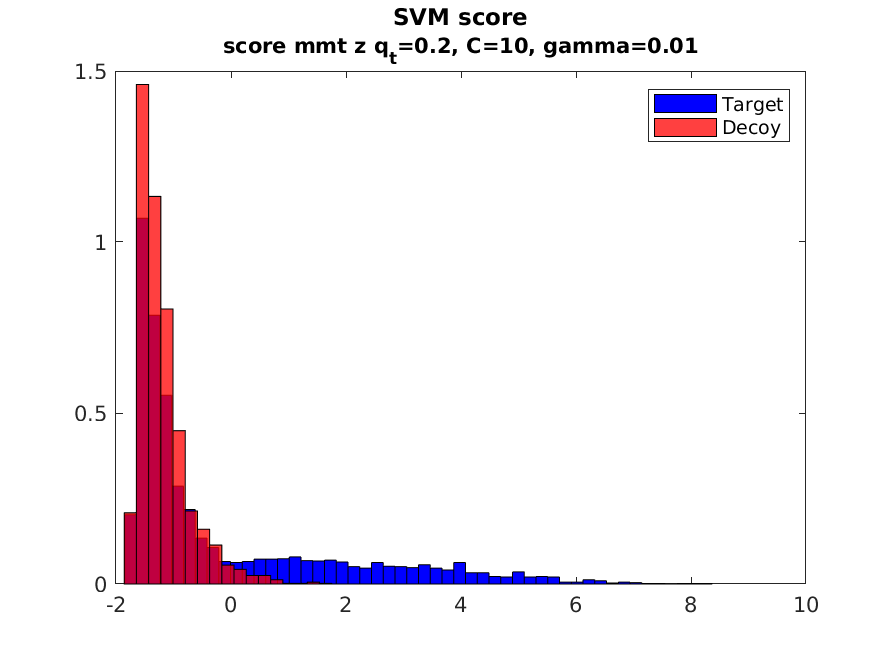 SVM score
score mmt z q_t=0.2, C=10, gamma=0.01
Target
Decoy
1.5
1
0.5
0
-2 0 2 4 6 8 10